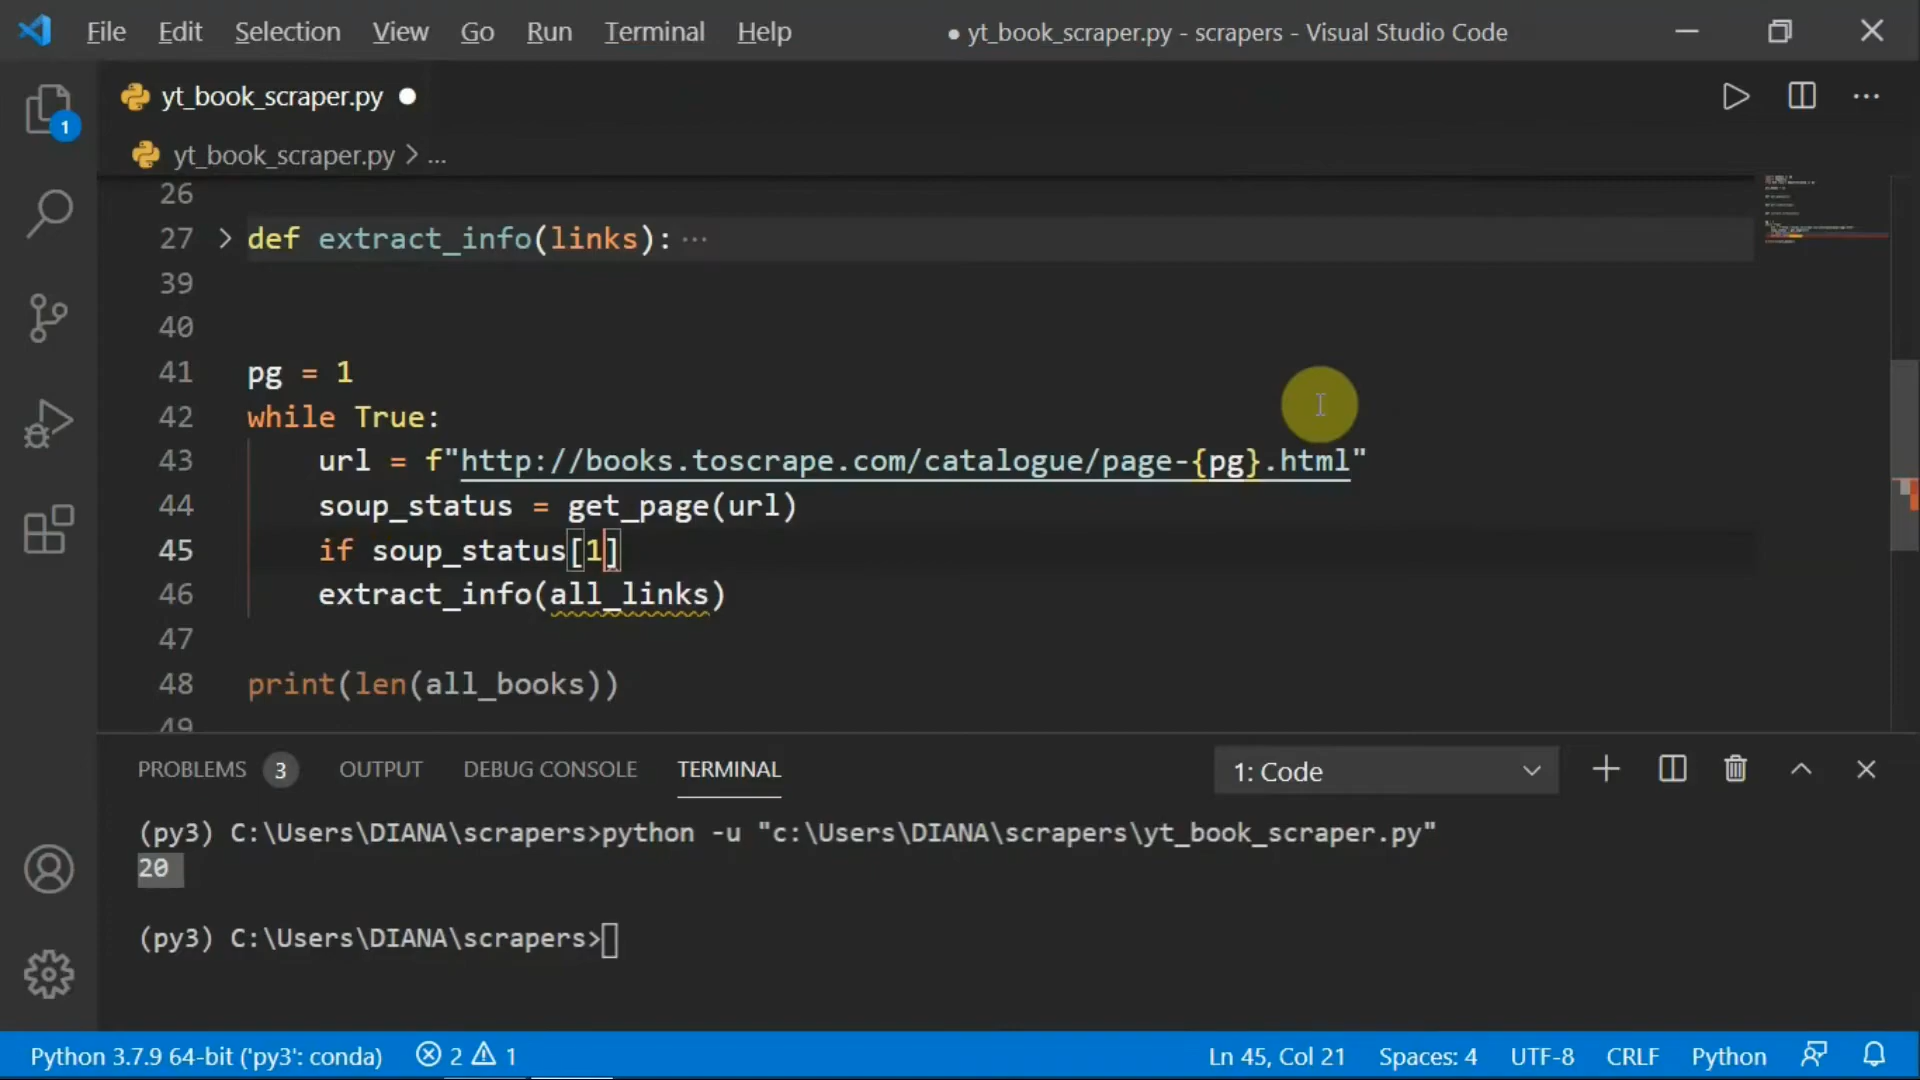 File Edit Selection View Go Run Terminal Help ● yt_book_scraper.py - scrapers - Visual Studio Code
yt_book_scraper.py ●
1
yt_book_scraper.py > ...
26
27 > def extract_info(links): ...
39
40
41 pg = 1
42 while True:
43 url = f"http://books.toscrape.com/catalogue/page-{pg}.html"
44 soup_status = get_page(url)
45 if soup_status[1]
46 extract_info(all_links)
47
48 print(len(all_books))
49
PROBLEMS 3 OUTPUT DEBUG CONSOLE TERMINAL 1: Code
(py3) C:\Users\DIANA\scrapers>python -u "c:\Users\DIANA\scrapers\yt_book_scraper.py"
20
(py3) C:\Users\DIANA\scrapers>
Python 3.7.9 64-bit ('py3': conda) 2 1 Ln 45, Col 21 Spaces: 4 UTF-8 CRLF Python